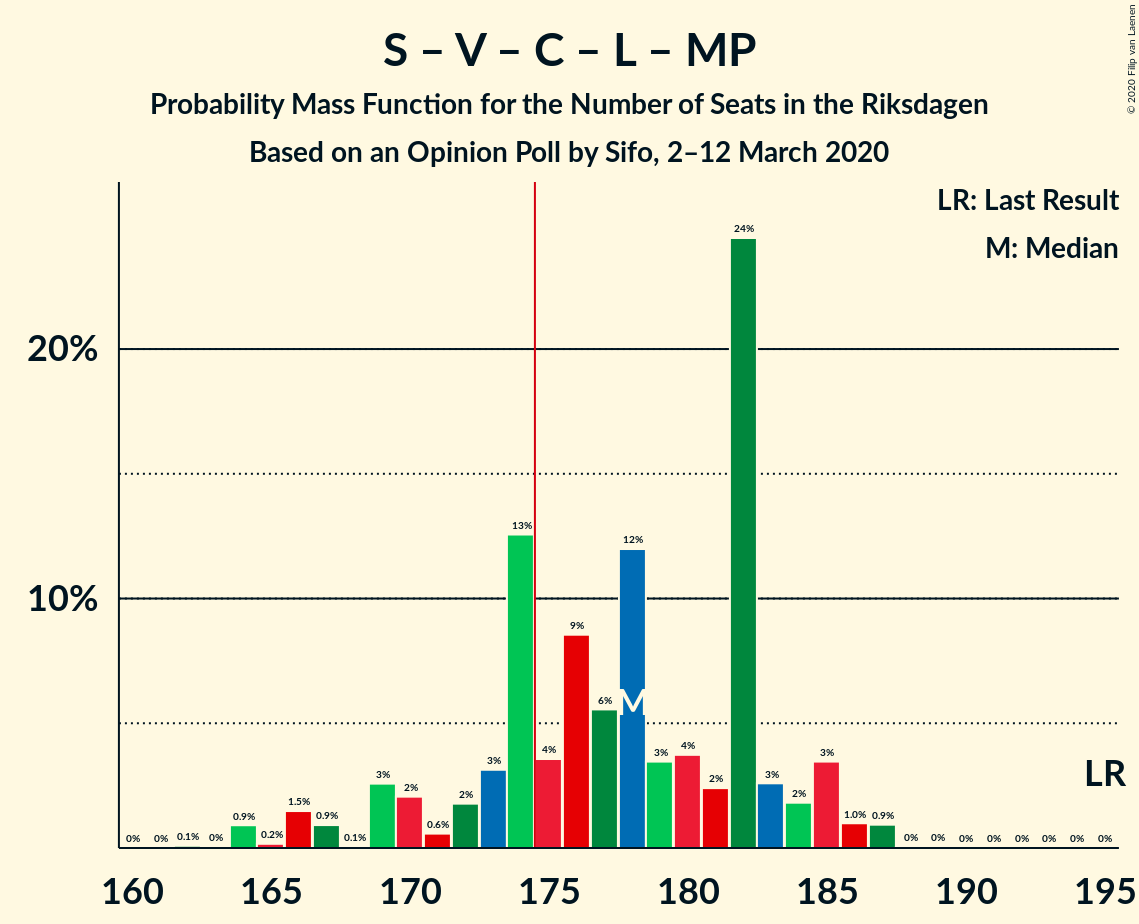 S – V – C – L – MP
Probability Mass Function for the Number of Seats in the Riksdagen
Based on an Opinion Poll by Sifo, 2–12 March 2020
© 2020 Filip van Laenen
LR: Last Result
M: Median
20%
10%
0% 0% 0.1% 0% 0.9% 0.2% 1.5% 0.9% 0.1% 3% 2% 0.6% 2% 3% 13% 4% 9% 6% 12% 3% 4% 2% 24% 3% 2% 3% 1.0% 0.9% 0% 0% 0% 0% 0% 0% 0% 0%
M
LR
160 165 170 175 180 185 190 195